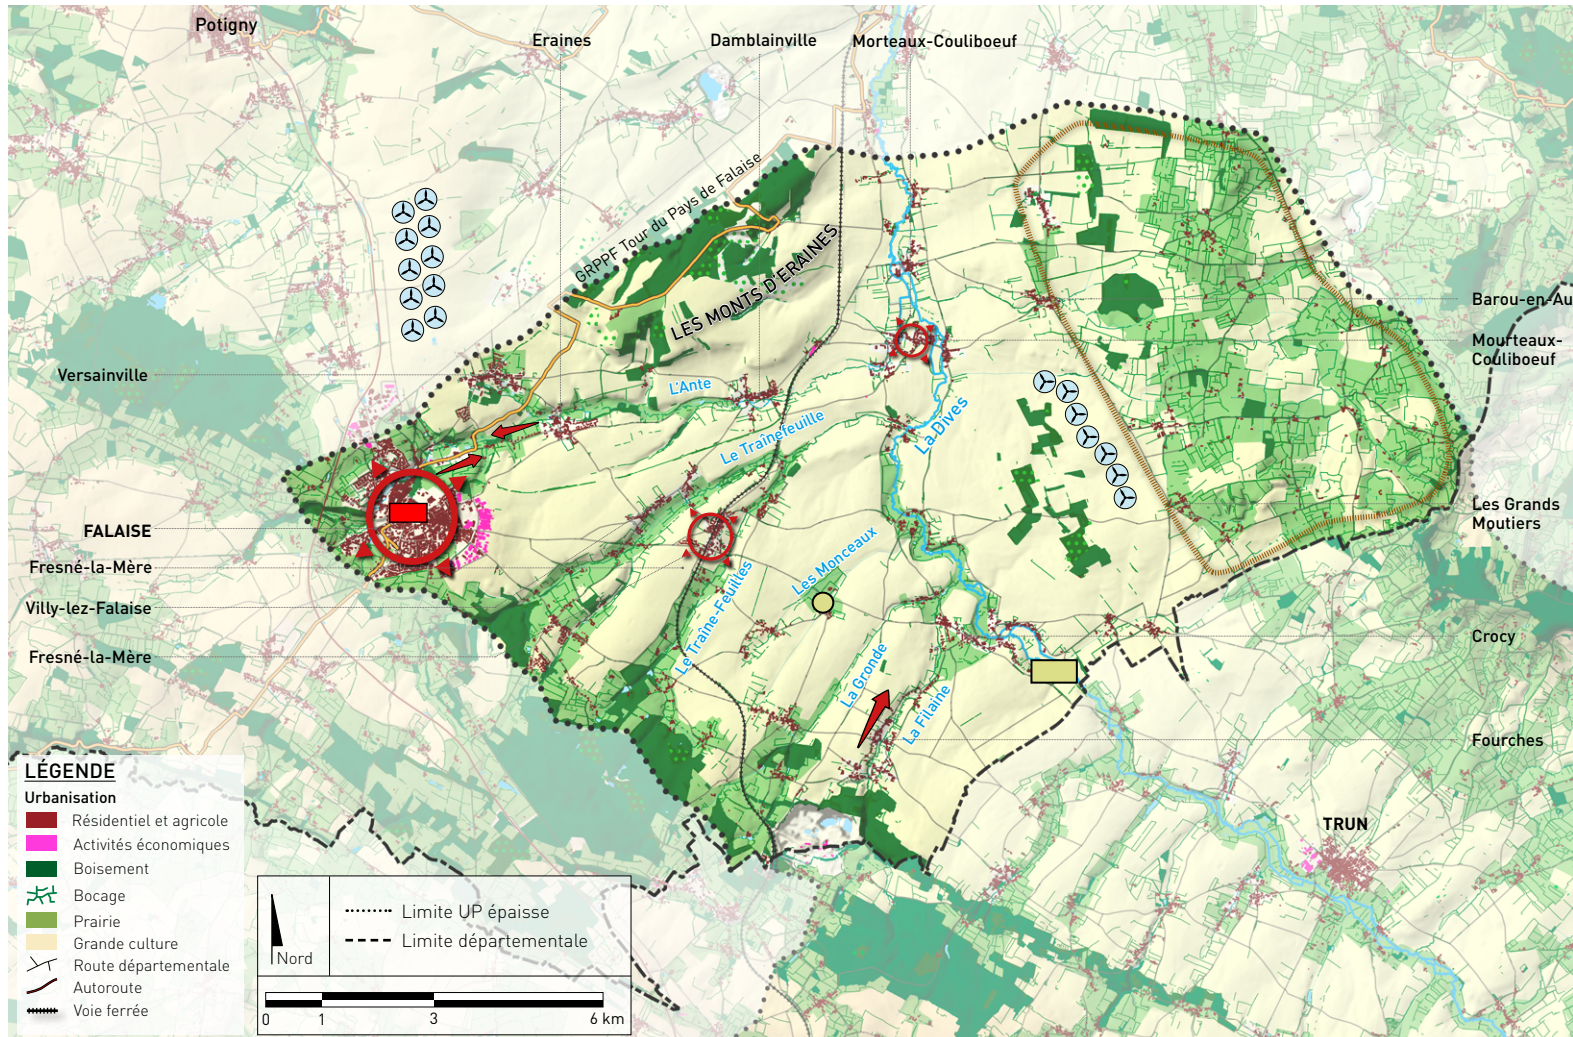 Potigny
Eraines
Damblainville
Morteaux-Couliboeuf
GRPPF Tour du Pays de Falaise
LES MONTS D'ERAINES
Barou-en-Au
Mourteaux-
Couliboeuf
Versainville
L'Ante
Le Traînefeuille
La Dives
FALAISE
Les Grands
Moutiers
Fresné-la-Mère
Les Monceaux
Le Traîne-Feuilles
Villy-lez-Falaise
Crocy
Fresné-la-Mère
La Gronde
La Filaine
Fourches
TRUN
LÉGENDE
Urbanisation
Résidentiel et agricole
Activités économiques
Boisement
Bocage
Prairie
Grande culture
Route départementale
Autoroute
Voie ferrée
Nord
Limite UP épaisse
Limite départementale
0 1 3 6 km